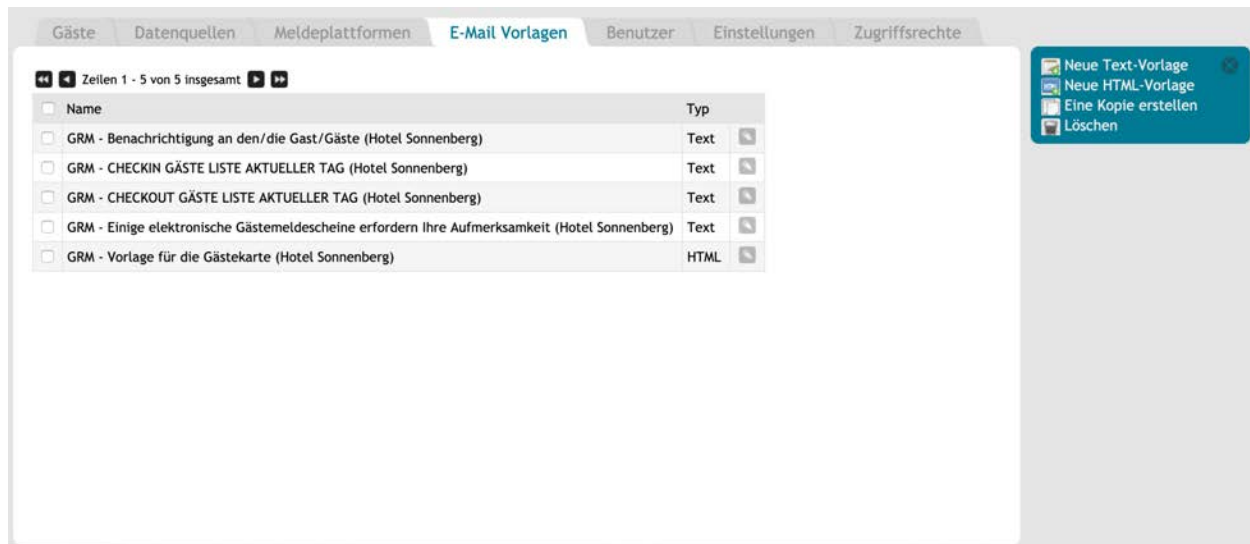 Gäste Datenquellen Meldeplattformen E-Mail Vorlagen Benutzer Einstellungen Zugriffsrechte
Zeilen 1 - 5 von 5 insgesamt
Name Typ
GRM - Benachrichtigung an den/die Gast/Gäste (Hotel Sonnenberg) Text
GRM - CHECKIN GÄSTE LISTE AKTUELLER TAG (Hotel Sonnenberg) Text
GRM - CHECKOUT GÄSTE LISTE AKTUELLER TAG (Hotel Sonnenberg) Text
GRM - Einige elektronische Gästemeldescheine erfordern Ihre Aufmerksamkeit (Hotel Sonnenberg) Text
GRM - Vorlage für die Gästekarte (Hotel Sonnenberg) HTML
Neue Text-Vorlage
Neue HTML-Vorlage
Eine Kopie erstellen
Löschen